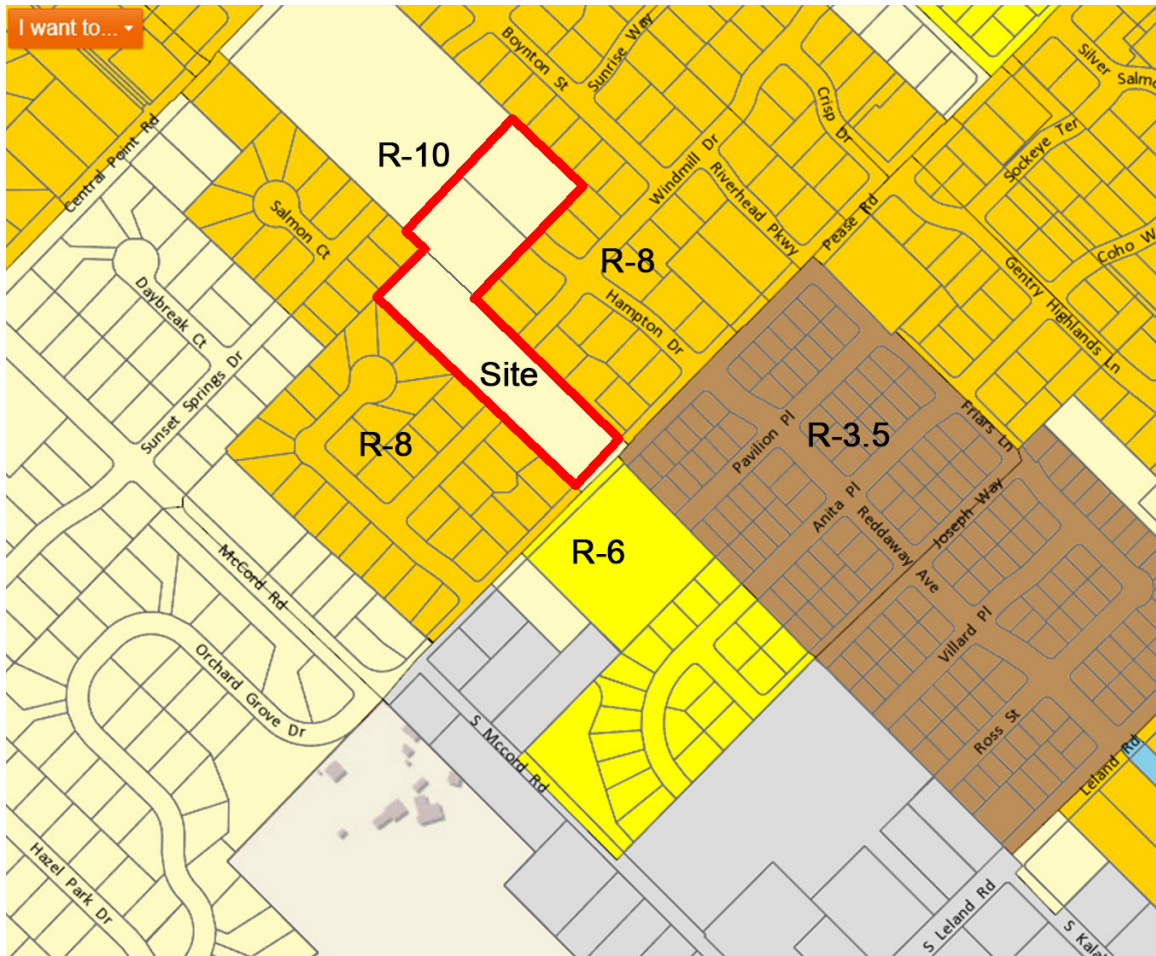 I want to...
Boynton St
Sunrise Way
Silver Salmo
Crisp Dr
Central Point Rd
R-10
Sockeye Ter
Windmill Dr
Riverhead Pkwy
Salmon Ct
Pease Rd
Coho W
R-8
Daybreak Ct
Gentry Highlands Ln
Hampton Dr
Sunset Springs Dr
Site
R-8
R-3.5
Friars Ln
Pavilion Pl
Anita Pl
Reddaway Ave
Joseph Way
R-6
McCord Rd
Villard Pl
Orchard Grove Dr
S Mccord Rd
Ross St
Leland Rd
Hazel Park Dr
S Leland Rd
S Kala